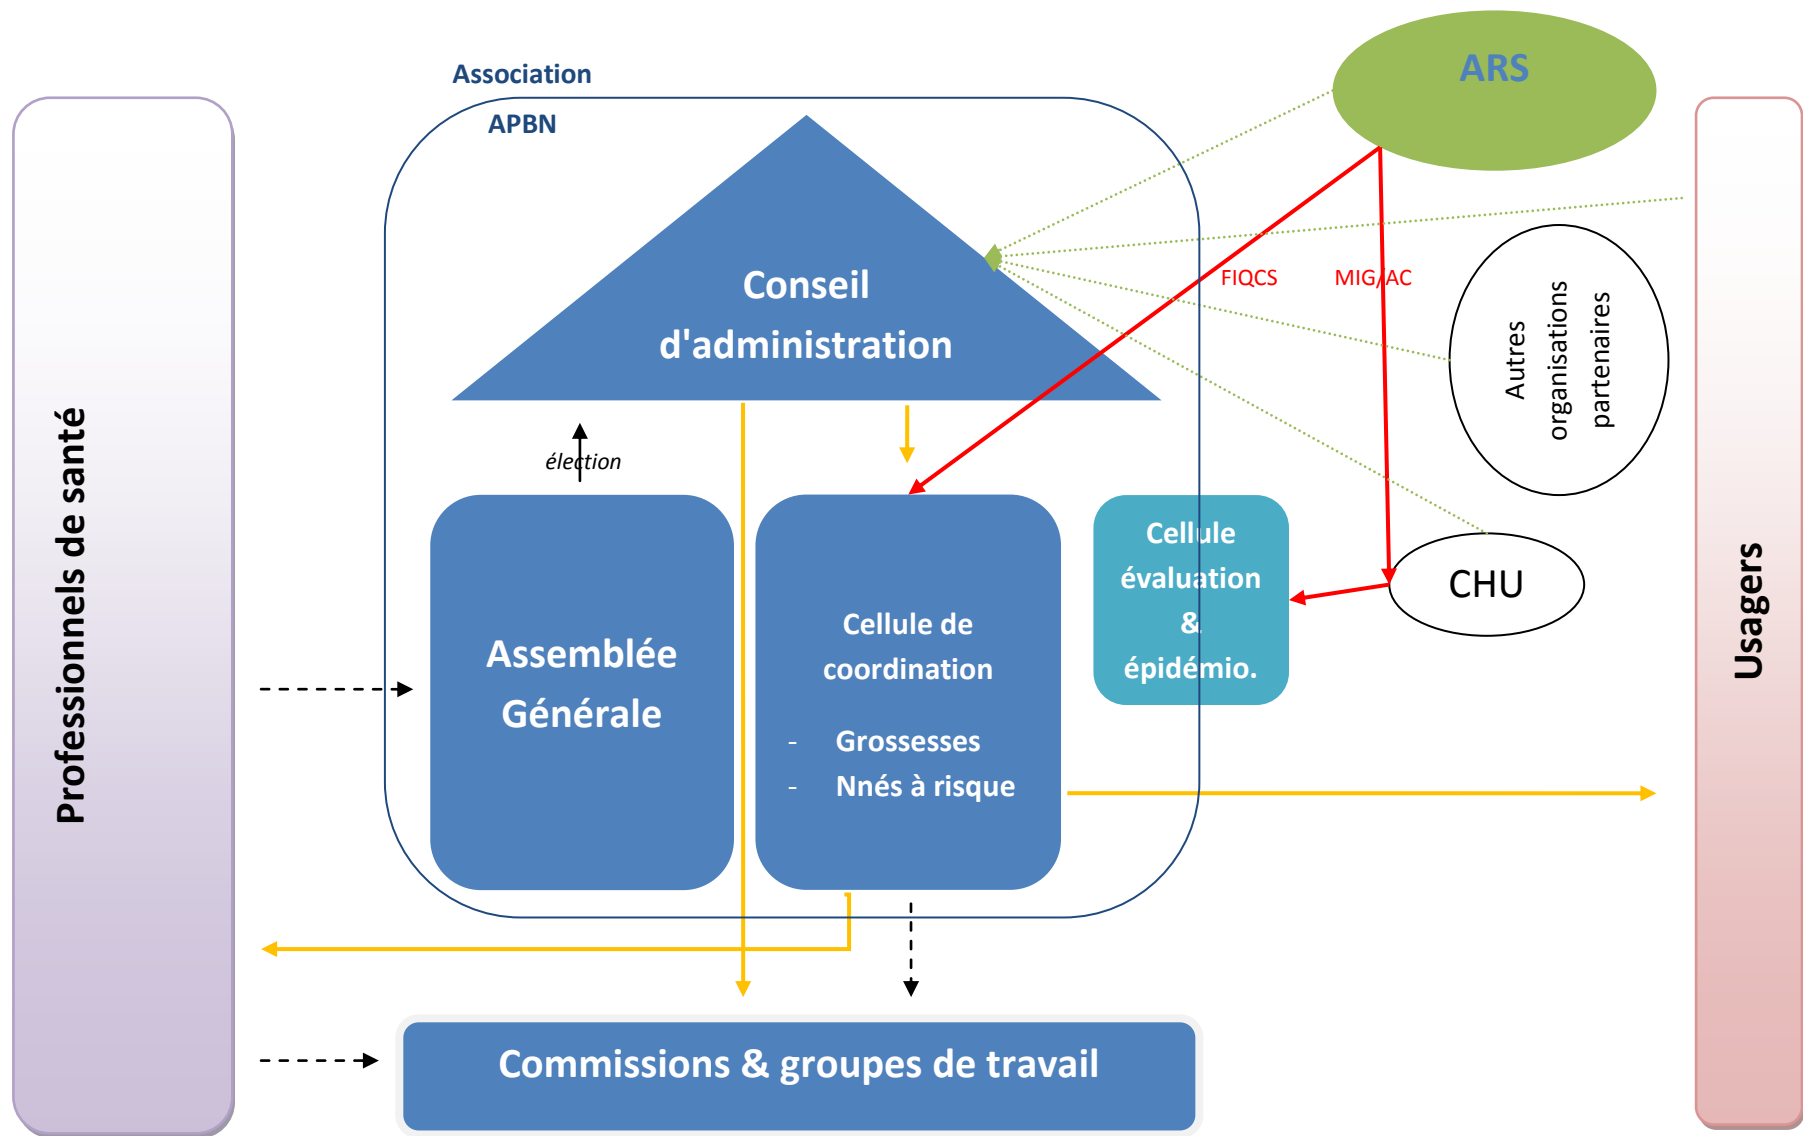 Association
APBN
ARS
Professionnels de santé
Conseil
d'administration
FIQCS
MIG/AC
Autres
organisations
partenaires
élection
Assemblée
Générale
Cellule de
coordination
- Grossesses
- Nnés à risque
Cellule
évaluation
&
épidémio.
CHU
Usagers
Commissions & groupes de travail